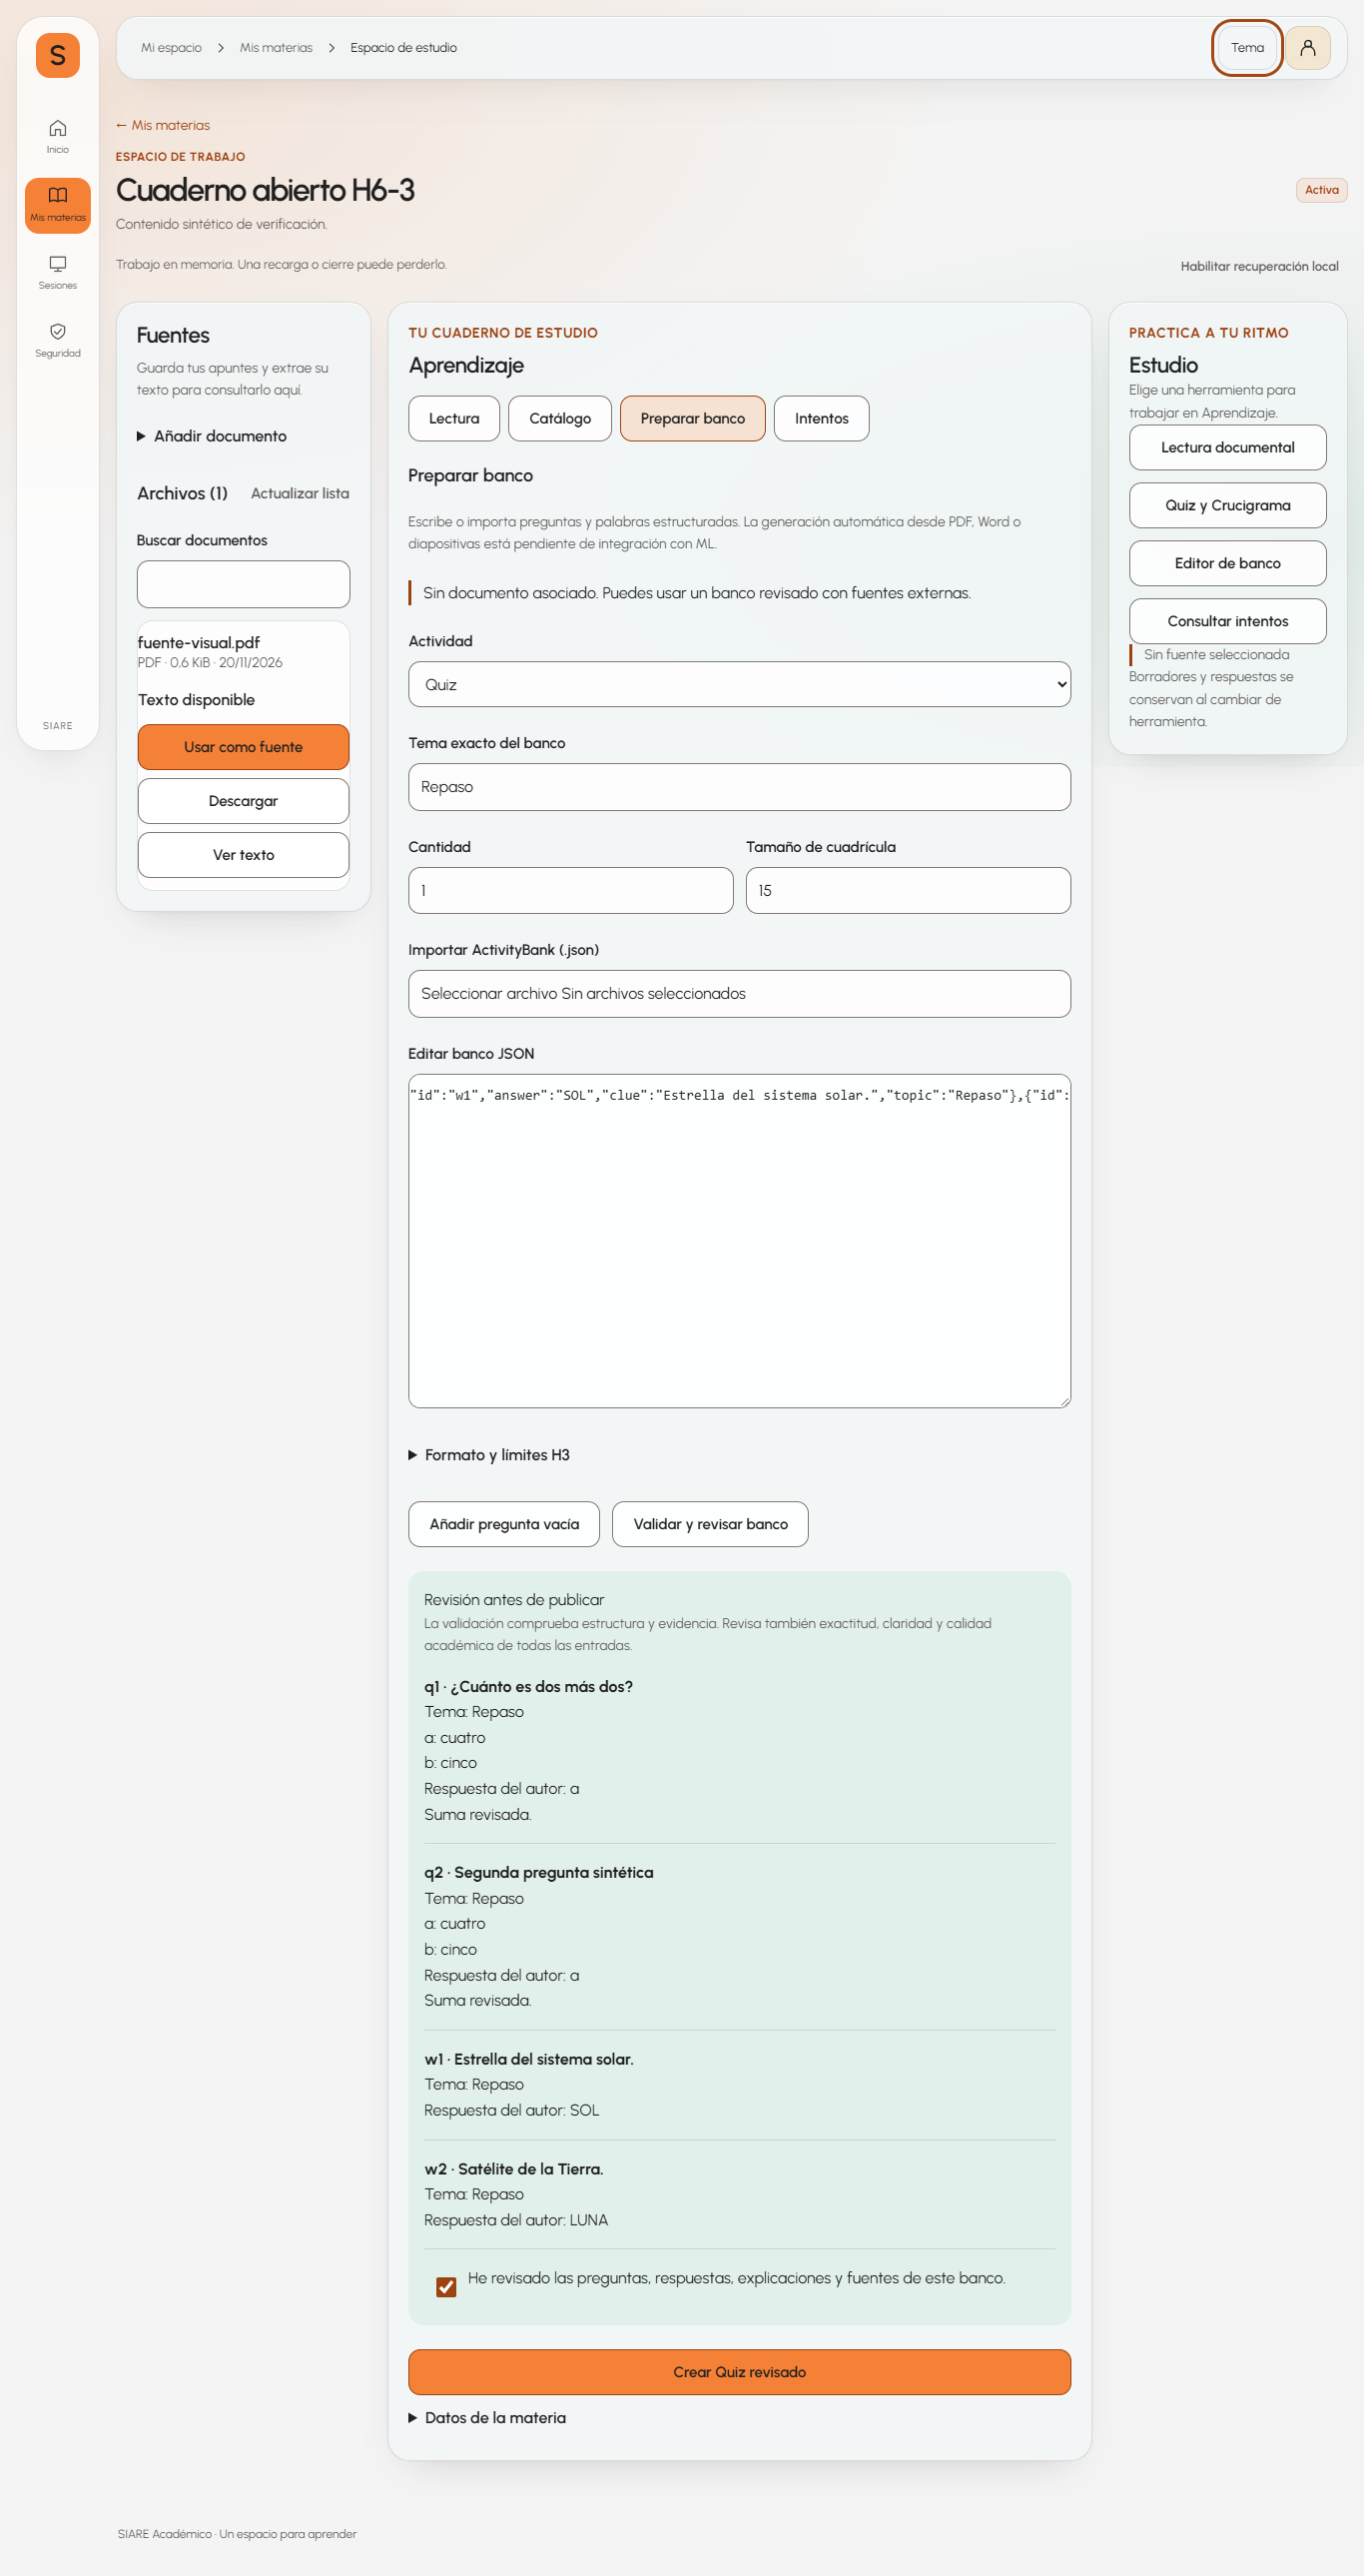 S
Inicio
Mis materias
Sesiones
Seguridad
SIARE
Mi espacio > Mis materias > Espacio de estudio
Tema
← Mis materias
ESPACIO DE TRABAJO
Cuaderno abierto H6-3
Activa
Contenido sintético de verificación.
Trabajo en memoria. Una recarga o cierre puede perderlo.
Habilitar recuperación local
Fuentes
Guarda tus apuntes y extrae su
texto para consultarlo aquí.
Añadir documento
Archivos (1)
Actualizar lista
Buscar documentos
fuente-visual.pdf
PDF · 0,6 KiB · 20/11/2026
Texto disponible
Usar como fuente
Descargar
Ver texto
TU CUADERNO DE ESTUDIO
Aprendizaje
Lectura
Catálogo
Preparar banco
Intentos
Preparar banco
Escribe o importa preguntas y palabras estructuradas. La generación automática desde PDF, Word o
diapositivas está pendiente de integración con ML.
Sin documento asociado. Puedes usar un banco revisado con fuentes externas.
Actividad
Quiz
Tema exacto del banco
Repaso
Cantidad
Tamaño de cuadrícula
1
15
Importar ActivityBank (.json)
Seleccionar archivo Sin archivos seleccionados
Editar banco JSON
"id":"w1","answer":"SOL","clue":"Estrella del sistema solar.","topic":"Repaso"},{"id":
Formato y límites H3
Añadir pregunta vacía
Validar y revisar banco
Revisión antes de publicar
La validación comprueba estructura y evidencia. Revisa también exactitud, claridad y calidad
académica de todas las entradas.
q1 · ¿Cuánto es dos más dos?
Tema: Repaso
a: cuatro
b: cinco
Respuesta del autor: a
Suma revisada.
q2 · Segunda pregunta sintética
Tema: Repaso
a: cuatro
b: cinco
Respuesta del autor: a
Suma revisada.
w1 · Estrella del sistema solar.
Tema: Repaso
Respuesta del autor: SOL
w2 · Satélite de la Tierra.
Tema: Repaso
Respuesta del autor: LUNA
He revisado las preguntas, respuestas, explicaciones y fuentes de este banco.
Crear Quiz revisado
Datos de la materia
PRACTICA A TU RITMO
Estudio
Elige una herramienta para
trabajar en Aprendizaje.
Lectura documental
Quiz y Crucigrama
Editor de banco
Consultar intentos
Sin fuente seleccionada
Borradores y respuestas se
conservan al cambiar de
herramienta.
SIARE Académico · Un espacio para aprender